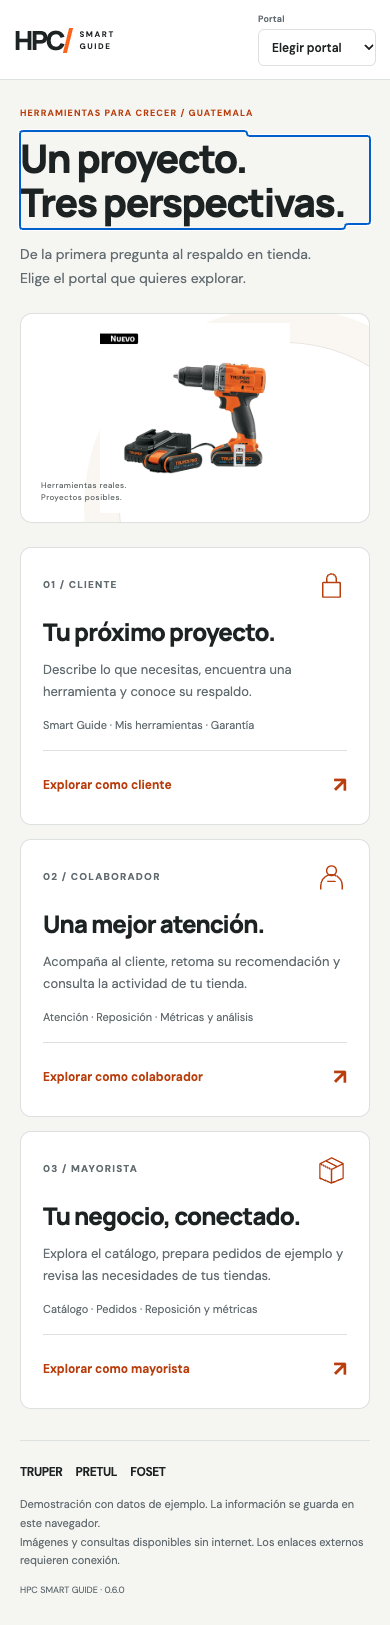 HPC/ SMART
GUIDE
Portal
Elegir portal
HERRAMIENTAS PARA CRECER / GUATEMALA
Un proyecto.
Tres perspectivas.
De la primera pregunta al respaldo en tienda.
Elige el portal que quieres explorar.
Nuevo
TRUPER
Herramientas reales.
Proyectos posibles.
01 / CLIENTE
Tu próximo proyecto.
Describe lo que necesitas, encuentra una
herramienta y conoce su respaldo.
Smart Guide · Mis herramientas · Garantía
Explorar como cliente
02 / COLABORADOR
Una mejor atención.
Acompaña al cliente, retoma su recomendación y
consulta la actividad de tu tienda.
Atención · Reposición · Métricas y análisis
Explorar como colaborador
03 / MAYORISTA
Tu negocio, conectado.
Explora el catálogo, prepara pedidos de ejemplo y
revisa las necesidades de tus tiendas.
Catálogo · Pedidos · Reposición y métricas
Explorar como mayorista
TRUPER PRETUL FOSET
Demostración con datos de ejemplo. La información se guarda en
este navegador.
Imágenes y consultas disponibles sin internet. Los enlaces externos
requieren conexión.
HPC SMART GUIDE · 0.6.0